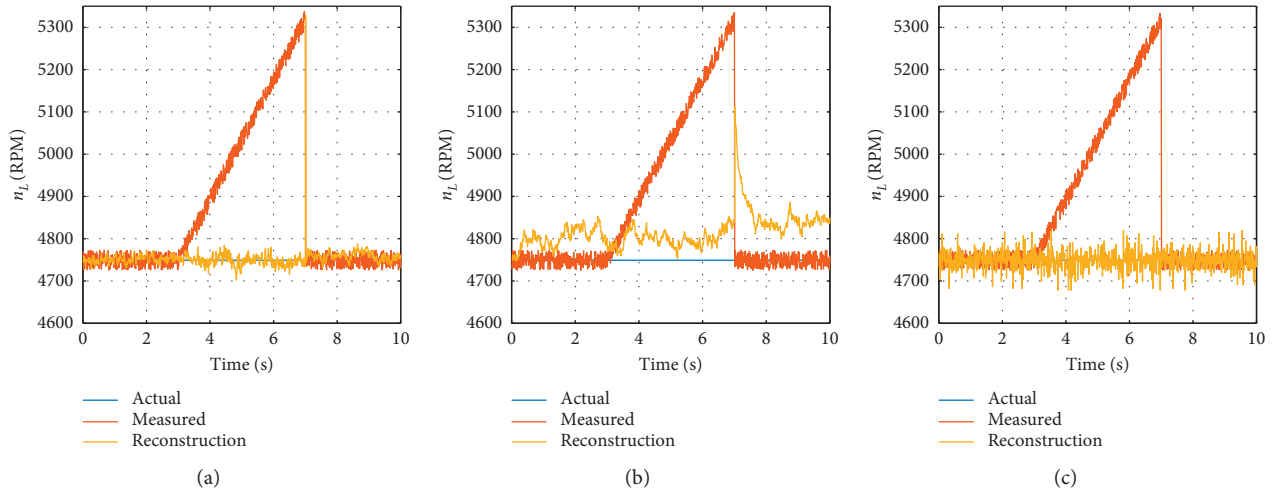 5300
5200
5100
5000
4900
4800
4700
4600
n_L (RPM)
0 2 4 6 8 10
Time (s)
Actual
Measured
Reconstruction
(a)
5300
5200
5100
5000
4900
4800
4700
4600
n_L (RPM)
0 2 4 6 8 10
Time (s)
Actual
Measured
Reconstruction
(b)
5300
5200
5100
5000
4900
4800
4700
4600
n_L (RPM)
0 2 4 6 8 10
Time (s)
Actual
Measured
Reconstruction
(c)